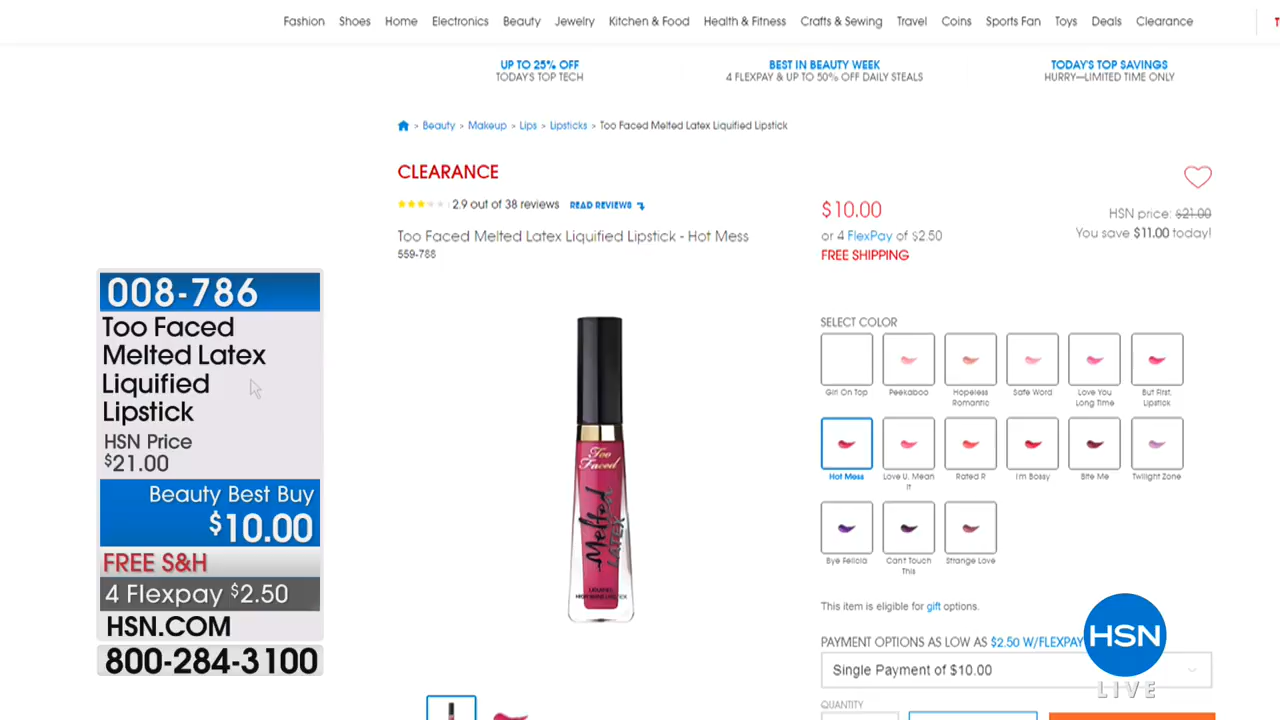 Fashion Shoes Home Electronics Beauty Jewelry Kitchen & Food Health & Fitness Crafts & Sewing Travel Coins Sports Fan Toys Deals Clearance
UP TO 25% OFF
TODAY'S TOP TECH
BEST IN BEAUTY WEEK
4 FLEXPAY & UP TO 50% OFF DAILY STEALS
TODAY'S TOP SAVINGS
HURRY—LIMITED TIME ONLY
> Beauty > Makeup > Lips > Lipsticks > Too Faced Melted Latex Liquified Lipstick
CLEARANCE
2.9 out of 38 reviews READ REVIEWS
Too Faced Melted Latex Liquified Lipstick - Hot Mess
559-788
$10.00
or 4 FlexPay of $2.50
FREE SHIPPING
HSN price: $21.00
You save $11.00 today!
008-786
Too Faced
Melted Latex
Liquified
Lipstick
HSN Price
$21.00
Beauty Best Buy
$10.00
FREE S&H
4 Flexpay $2.50
HSN.COM
800-284-3100
Too
Faced
Melted
LATEX
SELECT COLOR
Girl On Top
Peekaboo
Hopeless
Romantic
Safe Word
Love You
Long Time
But First,
Lipstick
Hot Mess
Love U, Mean
It
Rated R
I'm Bossy
Bite Me
Twilight Zone
Bye Felicia
Can't Touch
This
Strange Love
This item is eligible for gift options.
PAYMENT OPTIONS AS LOW AS $2.50 W/FLEXPAY
Single Payment of $10.00
QUANTITY
HSN
LIVE